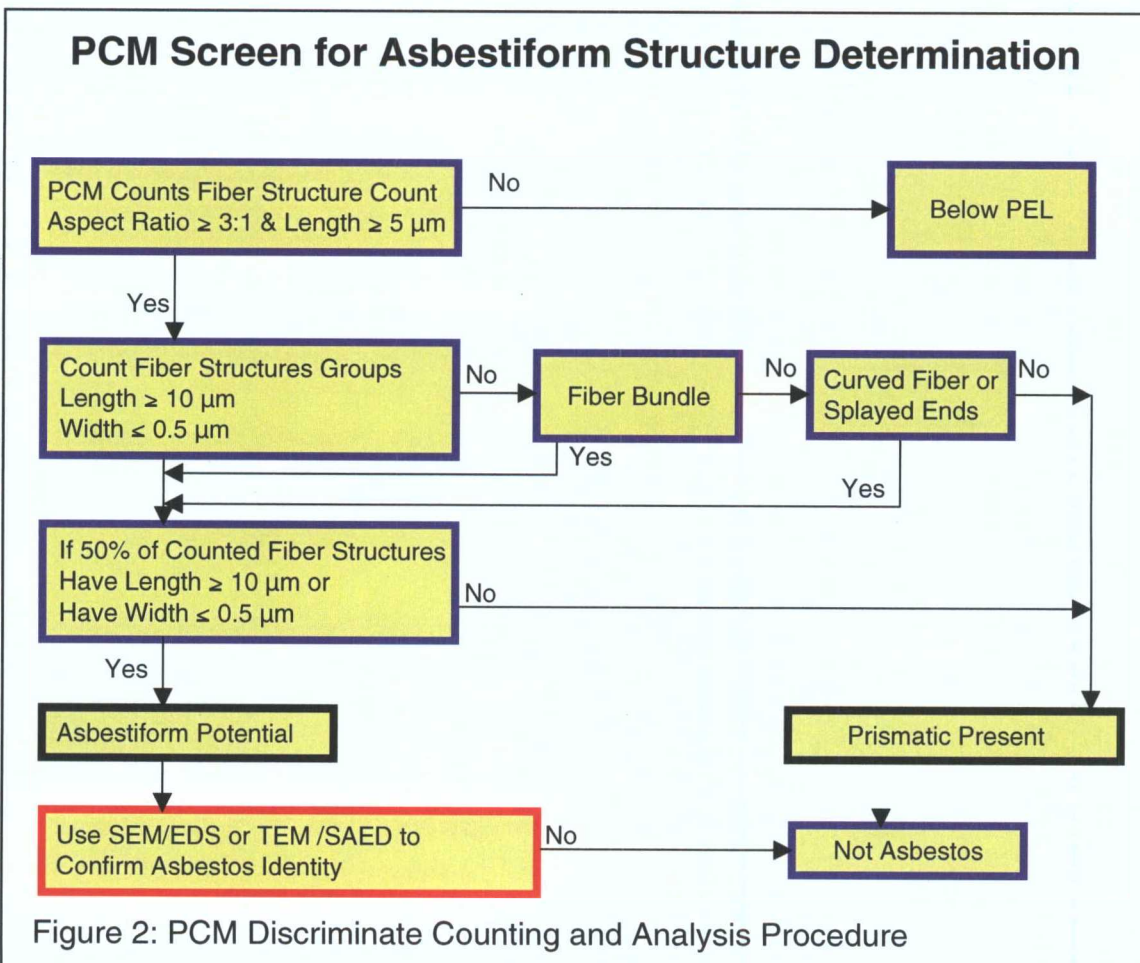 PCM Screen for Asbestiform Structure Determination
PCM Counts Fiber Structure Count
Aspect Ratio ≥ 3:1 & Length ≥ 5 µm
No
Below PEL
Yes
Count Fiber Structures Groups
Length ≥ 10 µm
Width ≤ 0.5 µm
No
Fiber Bundle
No
Curved Fiber or
Splayed Ends
No
Yes
Yes
If 50% of Counted Fiber Structures
Have Length ≥ 10 µm or
Have Width ≤ 0.5 µm
No
Yes
Asbestiform Potential
Prismatic Present
Use SEM/EDS or TEM /SAED to
Confirm Asbestos Identity
No
Not Asbestos
Figure 2: PCM Discriminate Counting and Analysis Procedure